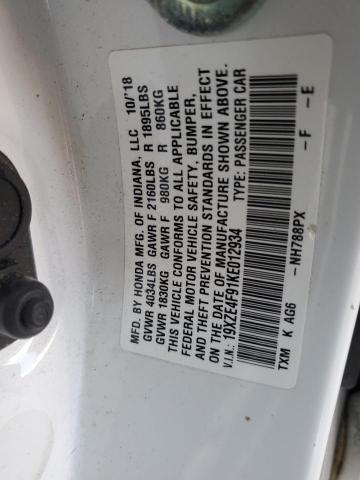 MFD. BY HONDA MFG. OF INDIANA, LLC 10/'18
GVWR 4034LBS GAWR F 2160LBS R 1895LBS
GVWR 1830KG GAWR F 980KG R 860KG
THIS VEHICLE CONFORMS TO ALL APPLICABLE
FEDERAL MOTOR VEHICLE SAFETY, BUMPER,
AND THEFT PREVENTION STANDARDS IN EFFECT
ON THE DATE OF MANUFACTURE SHOWN ABOVE.
V.I.N.: 19XZE4F91KE012934 TYPE: PASSENGER CAR
TXM K AG6 -NH788PX -F -E